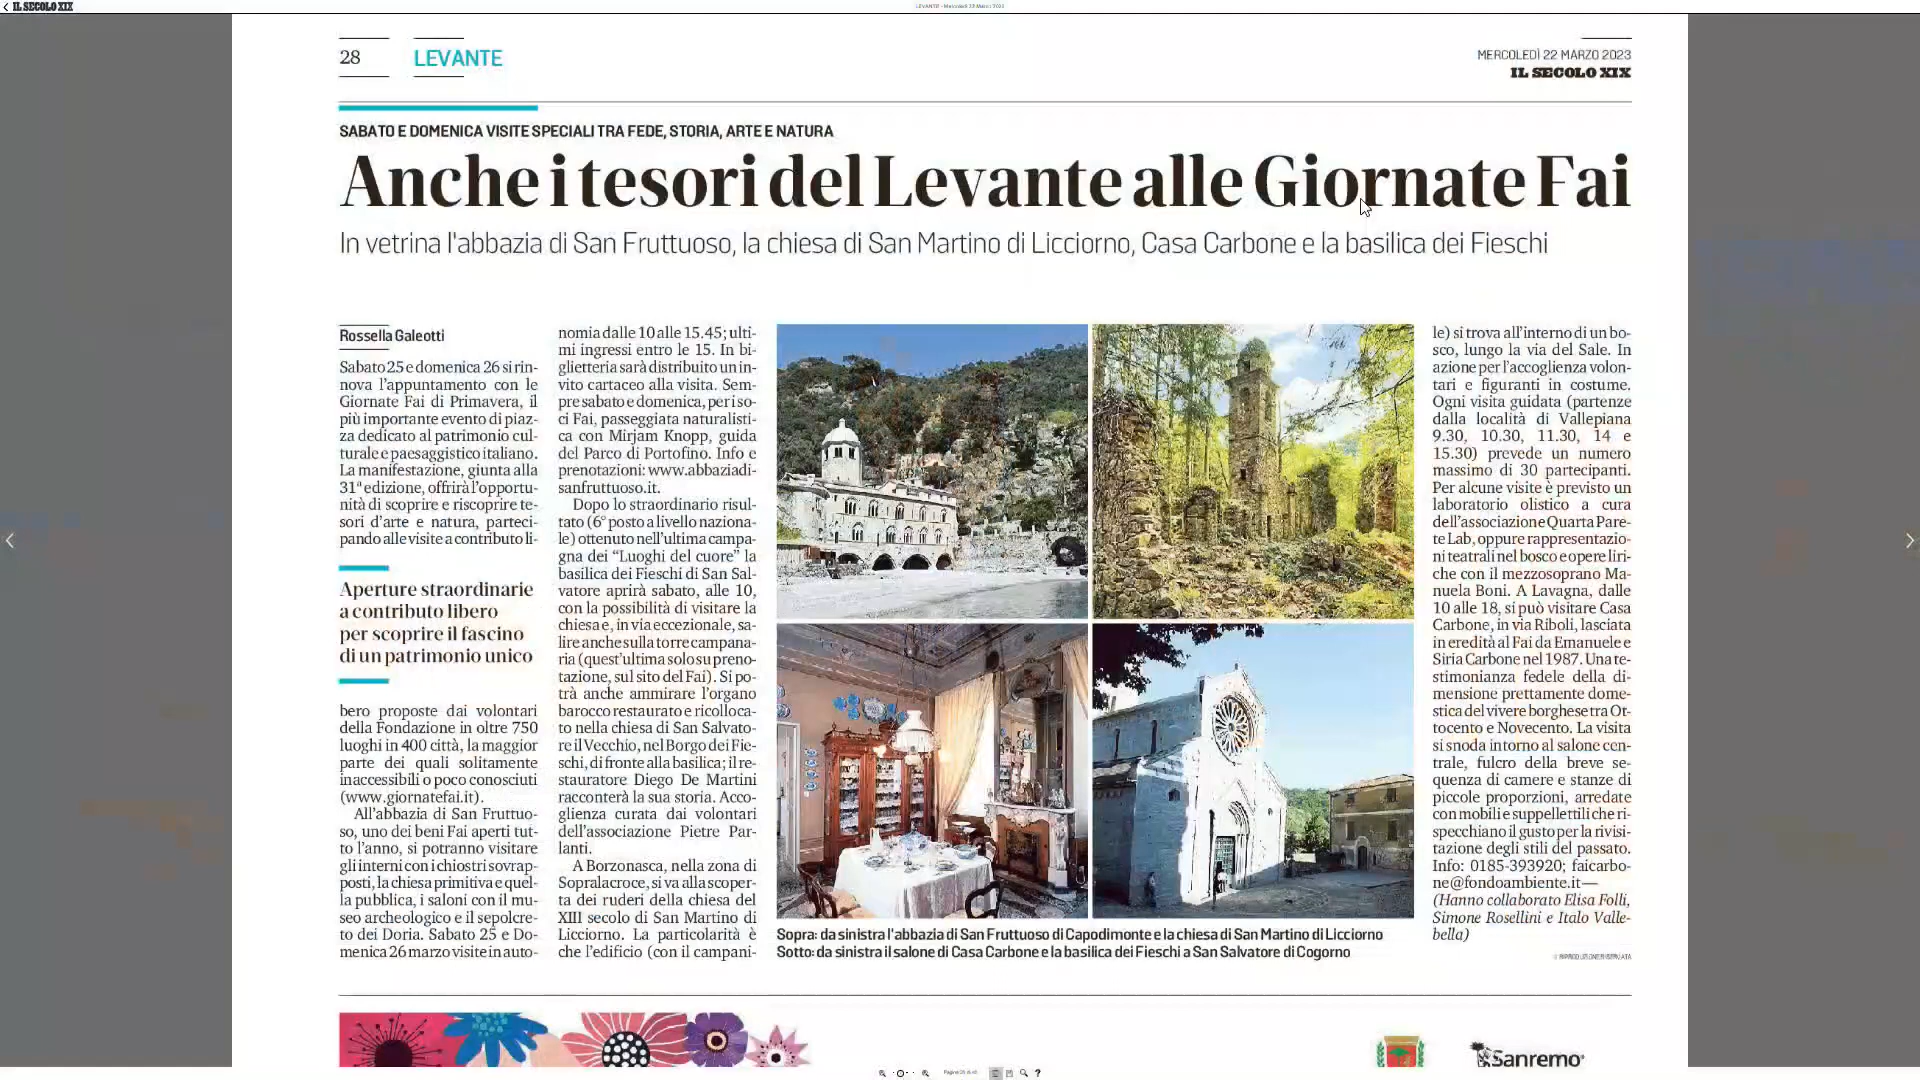 IL SECOLO XIX
LEVANTE - Mercoledì 22 Marzo 2023
28
LEVANTE
MERCOLEDÌ 22 MARZO 2023
IL SECOLO XIX
SABATO E DOMENICA VISITE SPECIALI TRA FEDE, STORIA, ARTE E NATURA
Anche i tesori del Levante alle Giornate Fai
In vetrina l'abbazia di San Fruttuoso, la chiesa di San Martino di Licciorno, Casa Carbone e la basilica dei Fieschi
Rossella Galeotti
Sabato 25 e domenica 26 si rin-
nova l'appuntamento con le
Giornate Fai di Primavera, il
più importante evento di piaz-
za dedicato al patrimonio cul-
turale e paesaggistico italiano.
La manifestazione, giunta alla
31ª edizione, offrirà l'opportu-
nità di scoprire e riscoprire te-
sori d'arte e natura, parteci-
pando alle visite a contributo li-
Aperture straordinarie
a contributo libero
per scoprire il fascino
di un patrimonio unico
bero proposte dai volontari
della Fondazione in oltre 750
luoghi in 400 città, la maggior
parte dei quali solitamente
inaccessibili o poco conosciuti
(www.giornatefai.it).
All'abbazia di San Fruttuo-
so, uno dei beni Fai aperti tut-
to l'anno, si potranno visitare
gli interni con i chiostri sovrap-
posti, la chiesa primitiva e quel-
la pubblica, i saloni con il mu-
seo archeologico e il sepolcre-
to dei Doria. Sabato 25 e Do-
menica 26 marzo visite in auto-
nomia dalle 10 alle 15.45; ulti-
mi ingressi entro le 15. In bi-
glietteria sarà distribuito un in-
vito cartaceo alla visita. Sem-
pre sabato e domenica, per i so-
ci Fai, passeggiata naturalisti-
ca con Mirjam Knopp, guida
del Parco di Portofino. Info e
prenotazioni: www.abbaziadi-
sanfruttuoso.it.
Dopo lo straordinario risul-
tato (6° posto a livello naziona-
le) ottenuto nell'ultima campa-
gna dei “Luoghi del cuore” la
basilica dei Fieschi di San Sal-
vatore aprirà sabato, alle 10,
con la possibilità di visitare la
chiesa e, in via eccezionale, sa-
lire anche sulla torre campana-
ria (quest'ultima solo su preno-
tazione, sul sito del Fai). Si po-
trà anche ammirare l'organo
barocco restaurato e ricolloca-
to nella chiesa di San Salvato-
re il Vecchio, nel Borgo dei Fie-
schi, di fronte alla basilica; il re-
stauratore Diego De Martini
racconterà la sua storia. Acco-
glienza curata dai volontari
dell'associazione Pietre Par-
lanti.
A Borzonasca, nella zona di
Sopralacroce, si va alla scoper-
ta dei ruderi della chiesa del
XIII secolo di San Martino di
Licciorno. La particolarità è
che l'edificio (con il campani-
Sopra: da sinistra l'abbazia di San Fruttuoso di Capodimonte e la chiesa di San Martino di Licciorno
Sotto: da sinistra il salone di Casa Carbone e la basilica dei Fieschi a San Salvatore di Cogorno
le) si trova all'interno di un bo-
sco, lungo la via del Sale. In
azione per l'accoglienza volon-
tari e figuranti in costume.
Ogni visita guidata (partenze
dalla località di Vallepiana
9.30, 10.30, 11.30, 14 e
15.30) prevede un numero
massimo di 30 partecipanti.
Per alcune visite è previsto un
laboratorio olistico a cura
dell'associazione Quarta Pare-
te Lab, oppure rappresentazio-
ni teatrali nel bosco e opere liri-
che con il mezzosoprano Ma-
nuela Boni. A Lavagna, dalle
10 alle 18, si può visitare Casa
Carbone, in via Riboli, lasciata
in eredità al Fai da Emanuele e
Siria Carbone nel 1987. Una te-
stimonianza fedele della di-
mensione prettamente dome-
stica del vivere borghese tra Ot-
tocento e Novecento. La visita
si snoda intorno al salone cen-
trale, fulcro della breve se-
quenza di camere e stanze di
piccole proporzioni, arredate
con mobili e suppellettili che ri-
specchiano il gusto per la rivisi-
tazione degli stili del passato.
Info: 0185-393920; faicarbo-
ne@fondoambiente.it —
(Hanno collaborato Elisa Folli,
Simone Rosellini e Italo Valle-
bella)
Sanremo